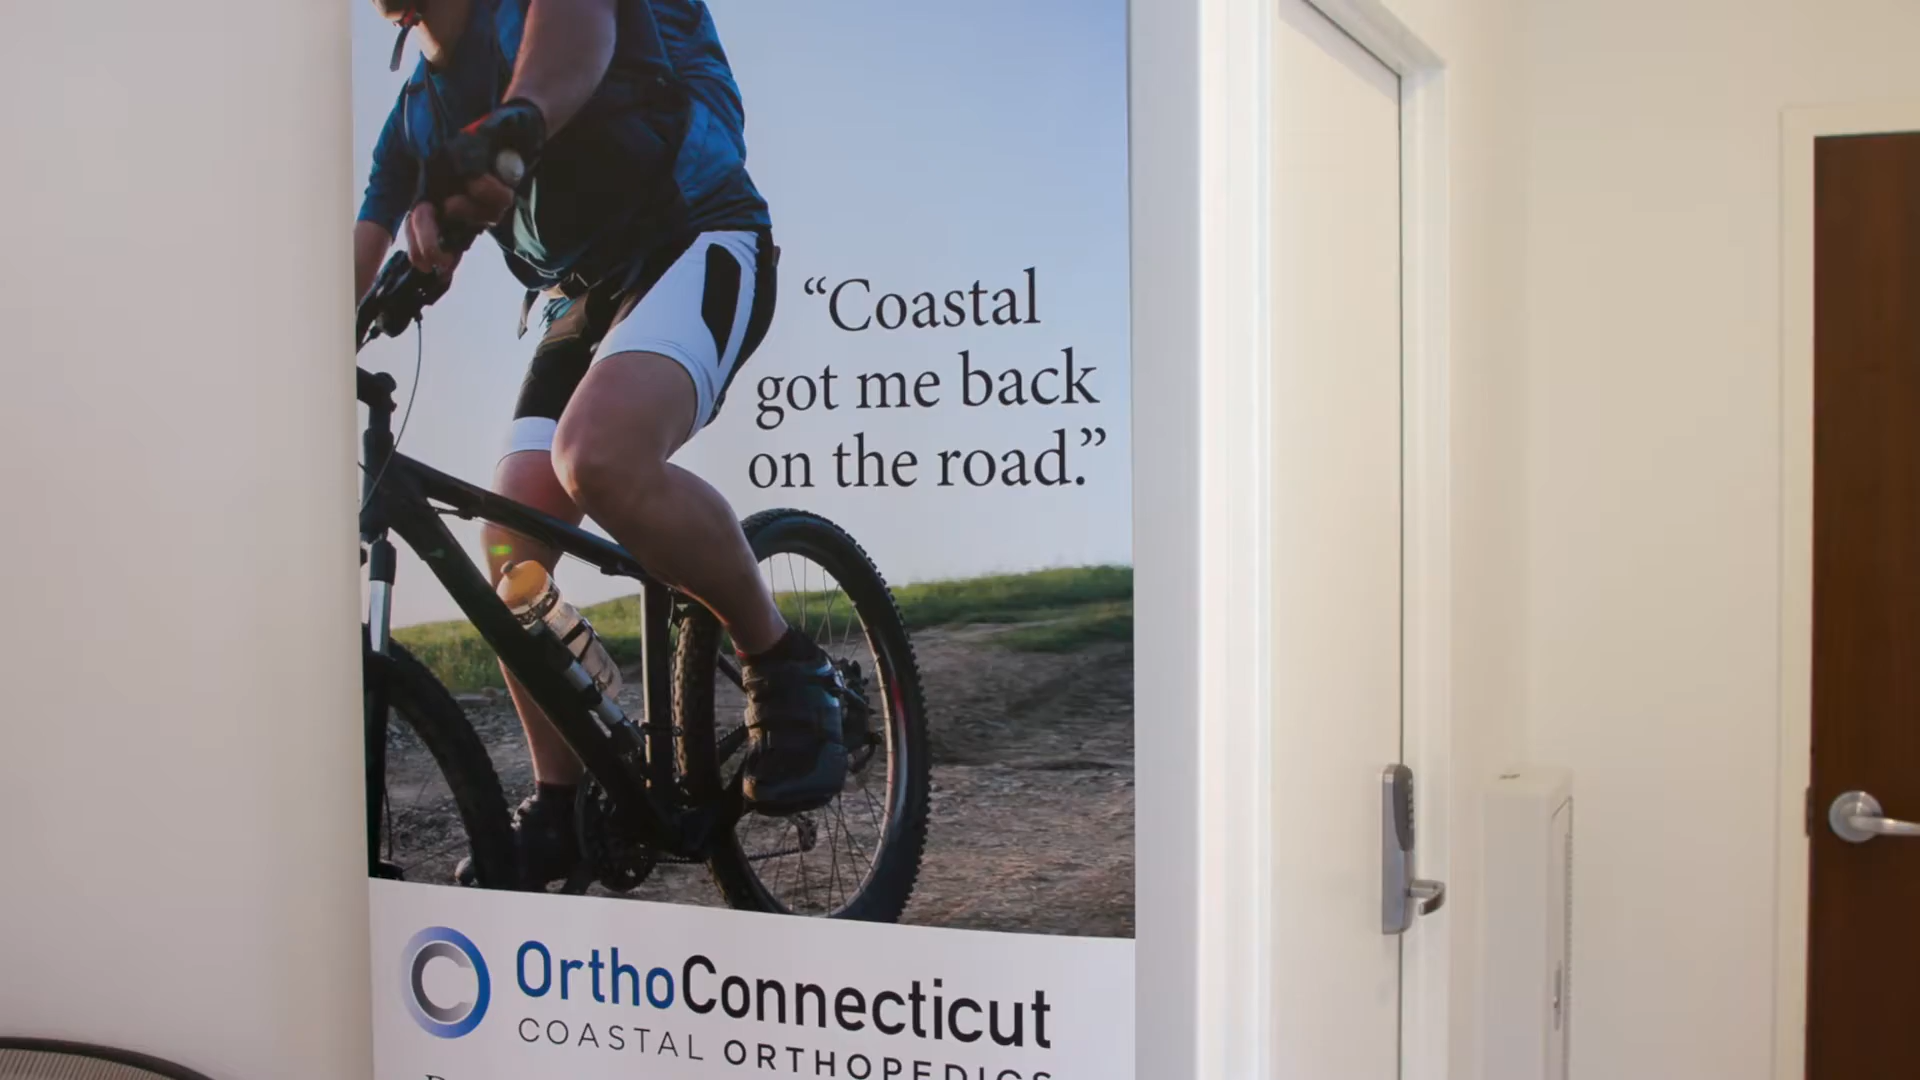 “Coastal
got me back
on the road.”
OrthoConnecticut
COASTAL ORTHOPEDICS